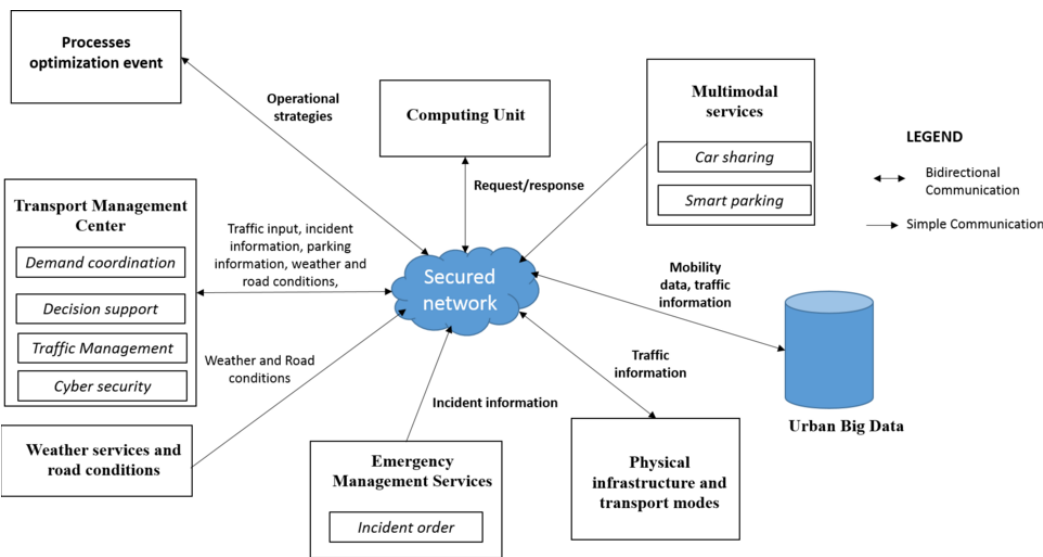 Processes
optimization event
Operational
strategies
Computing Unit
Request/response
Multimodal
services
Car sharing
Smart parking
LEGEND
Bidirectional
Communication
Simple Communication
Transport Management
Center
Demand coordination
Decision support
Traffic Management
Cyber security
Traffic input, incident
information, parking
information, weather and
road conditions,
Secured
network
Mobility
data, traffic
information
Urban Big Data
Weather and Road
conditions
Weather services and
road conditions
Incident information
Emergency
Management Services
Incident order
Traffic
information
Physical
infrastructure and
transport modes